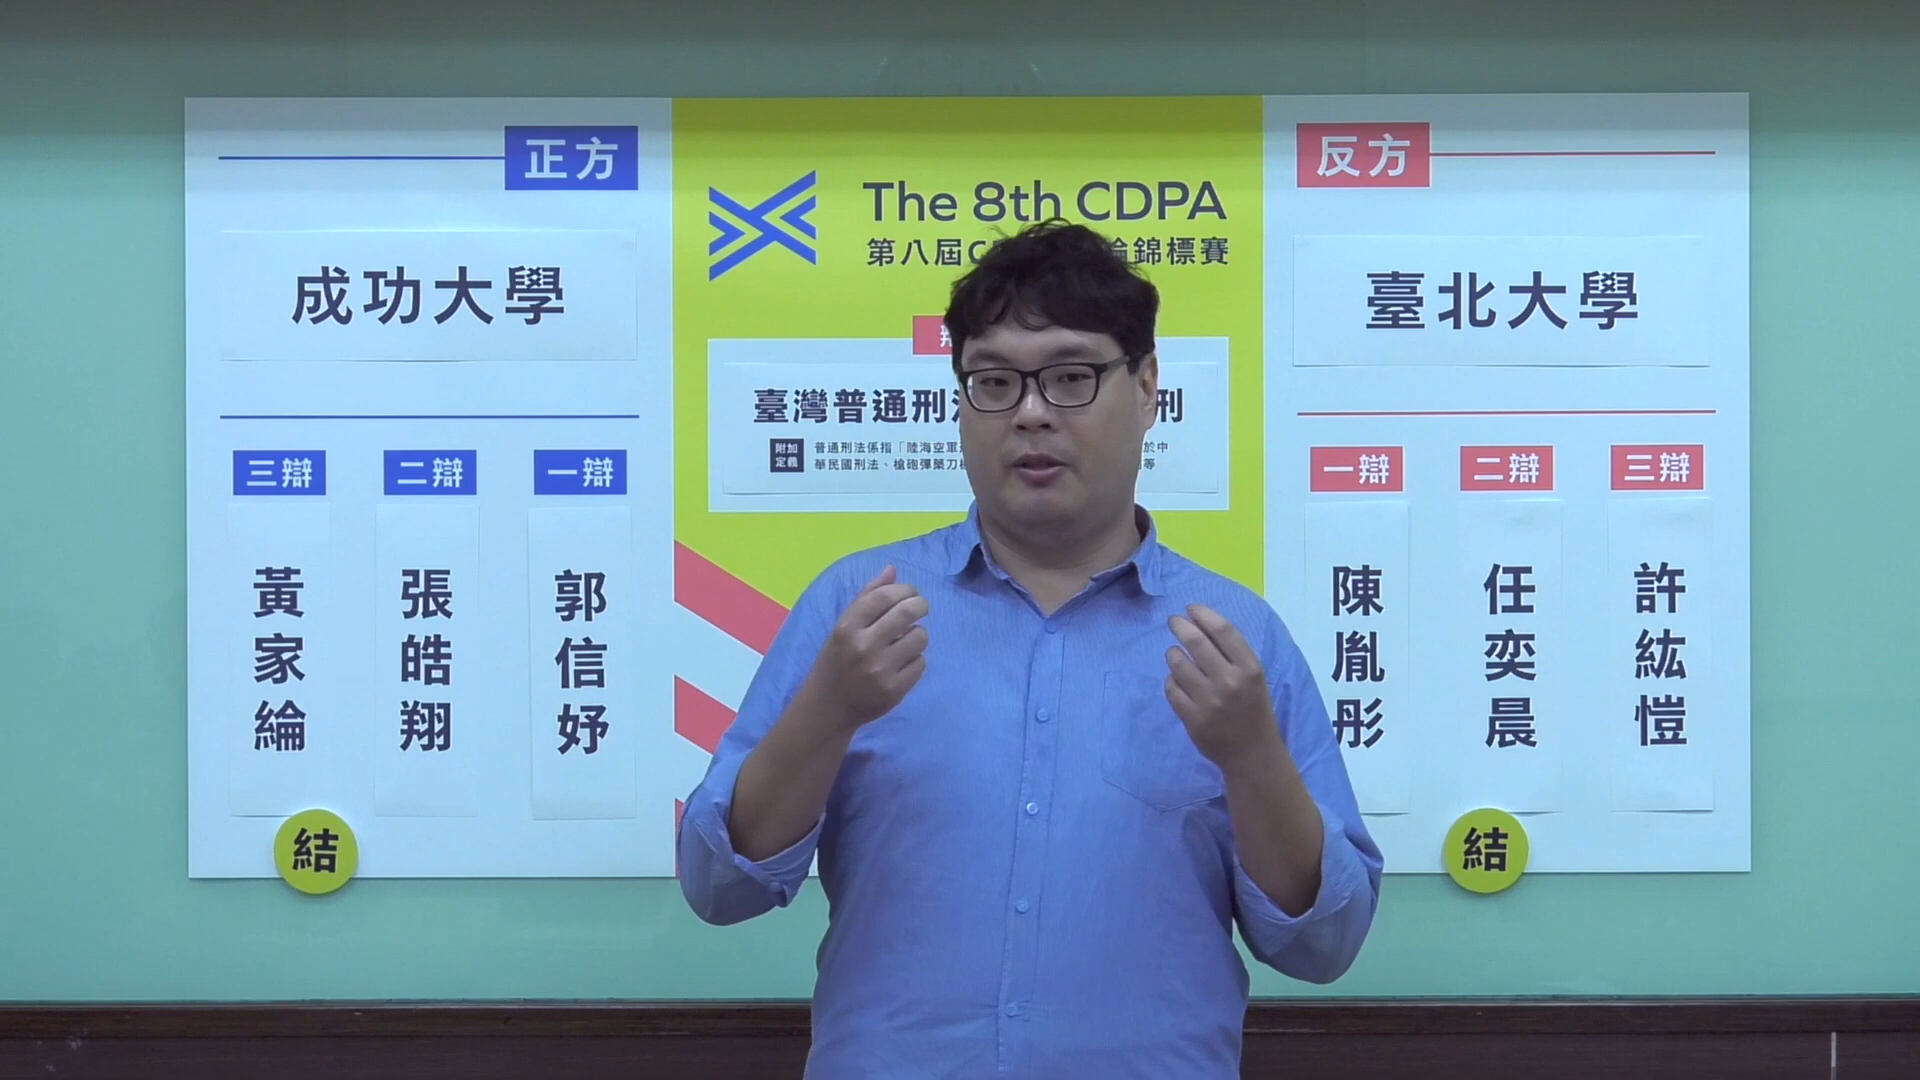 正方
成功大學
三辯
二辯
一辯
黃家綸
張皓翔
郭信妤
結
The 8th CDPA
第八屆C 錦標賽
臺灣普通刑 刑
附加
定義
普通刑法係指「陸海空軍 於中
華民國刑法、槍砲彈藥刀 等
反方
臺北大學
一辯
二辯
三辯
陳胤彤
任奕晨
許紘愷
結